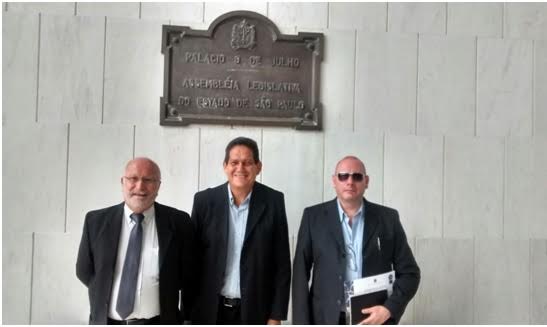 PALÁCIO 9 DE JULHO
ASSEMBLÉIA LEGISLATIVA
DO ESTADO DE SÃO PAULO